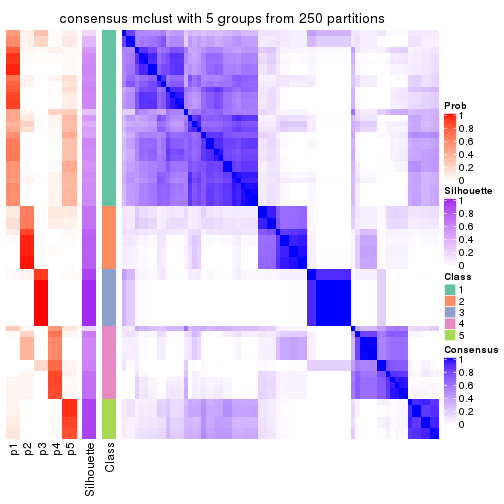 consensus mclust with 5 groups from 250 partitions
Prob
1
0.8
0.6
0.4
0.2
0
Silhouette
1
0.8
0.6
0.4
0.2
0
Class
1
2
3
4
5
Consensus
1
0.8
0.6
0.4
0.2
0
p1
p2
p3
p4
p5
Silhouette
Class